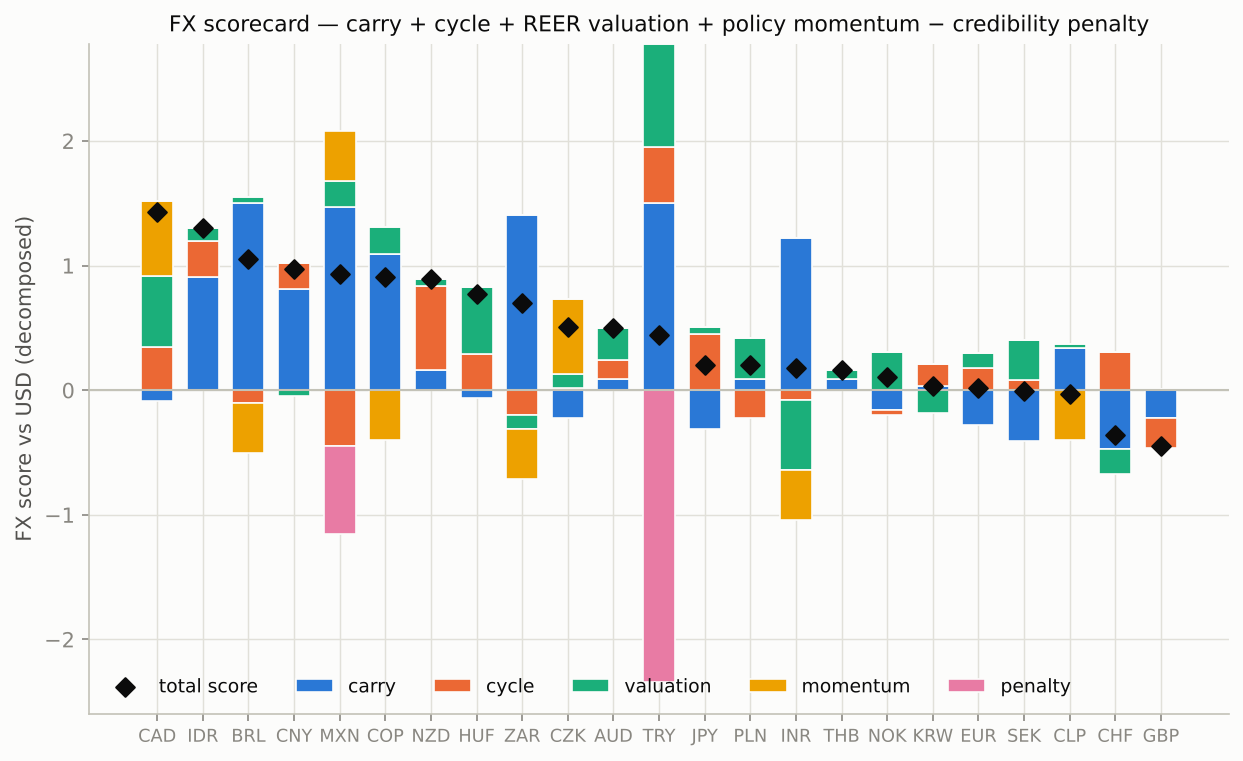 FX scorecard — carry + cycle + REER valuation + policy momentum − credibility penalty
FX score vs USD (decomposed)
2
1
0
−1
−2
total score carry cycle valuation momentum penalty
CAD IDR BRL CNY MXN COP NZD HUF ZAR CZK AUD TRY JPY PLN INR THB NOK KRW EUR SEK CLP CHF GBP